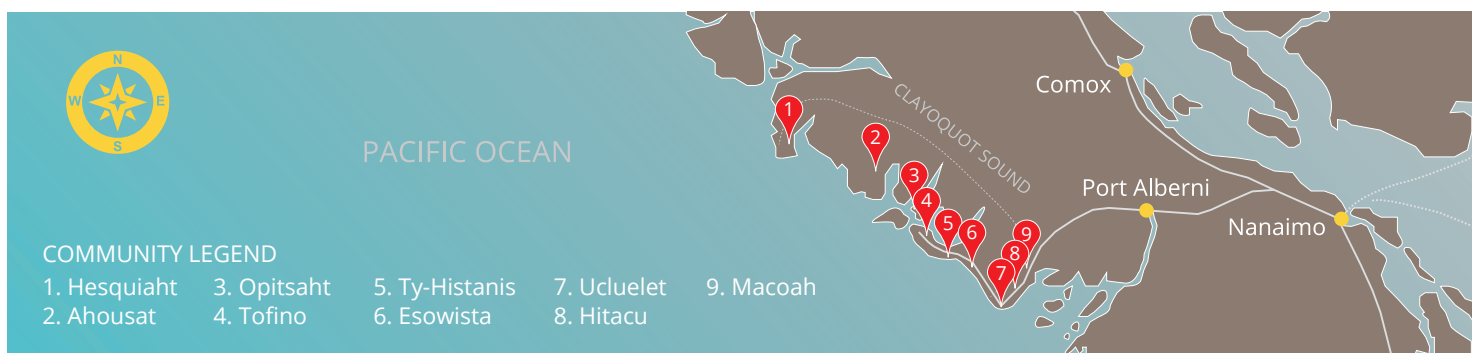 N
W
E
S
PACIFIC OCEAN
CLAYOQUOT SOUND
Comox
Port Alberni
Nanaimo
1
2
3
4
5
6
7
8
9
COMMUNITY LEGEND
1. Hesquiaht 3. Opitsaht 5. Ty-Histanis 7. Ucluelet 9. Macoah
2. Ahousat 4. Tofino 6. Esowista 8. Hitacu